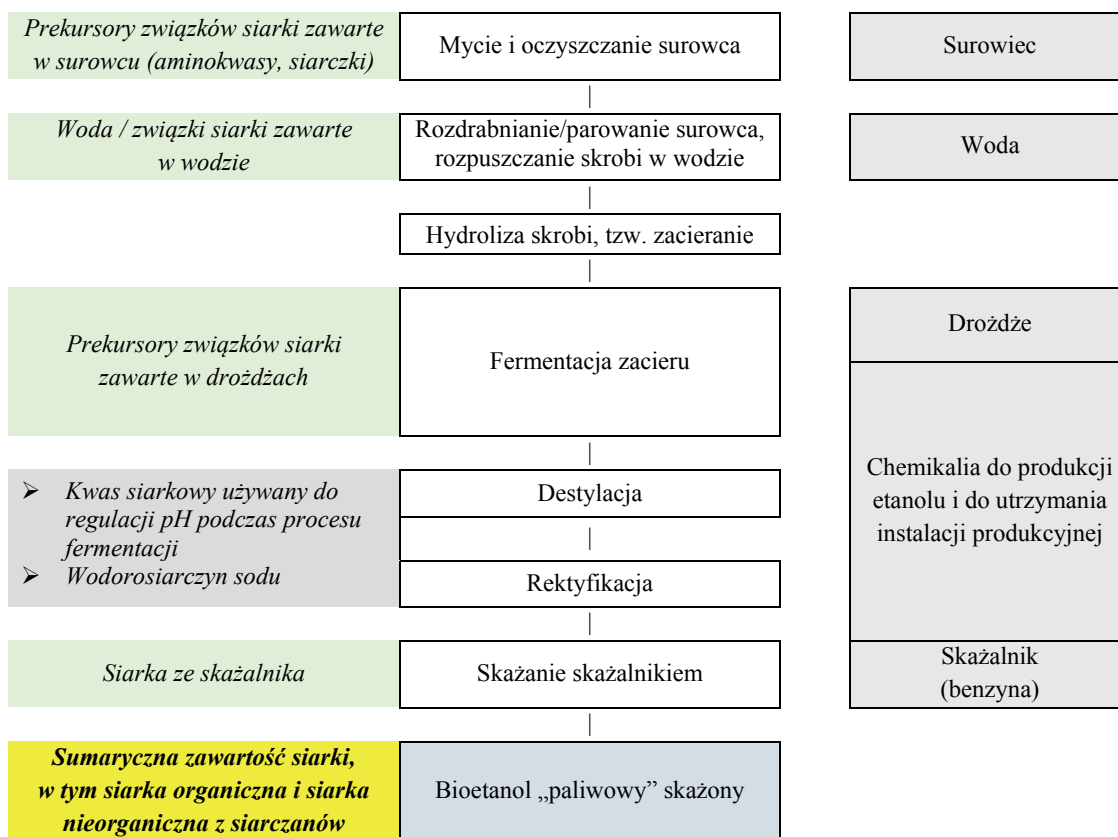 Prekursory związków siarki zawarte
w surowcu (aminokwasy, siarczki)
Mycie i oczyszczanie surowca
Surowiec
|
Woda / związki siarki zawarte
w wodzie
Rozdrabnianie/parowanie surowca,
rozpuszczanie skrobi w wodzie
Woda
|
Hydroliza skrobi, tzw. zacieranie
|
Prekursory związków siarki
zawarte w drożdżach
Fermentacja zacieru
Drożdże
|
Chemikalia do produkcji
etanolu i do utrzymania
instalacji produkcyjnej
➢ Kwas siarkowy używany do
regulacji pH podczas procesu
fermentacji
➢ Wodorosiarczyn sodu
Destylacja
|
Rektyfikacja
|
Siarka ze skażalnika
Skażanie skażalnikiem
Skażalnik
(benzyna)
|
Sumaryczna zawartość siarki,
w tym siarka organiczna i siarka
nieorganiczna z siarczanów
Bioetanol „paliwowy” skażony